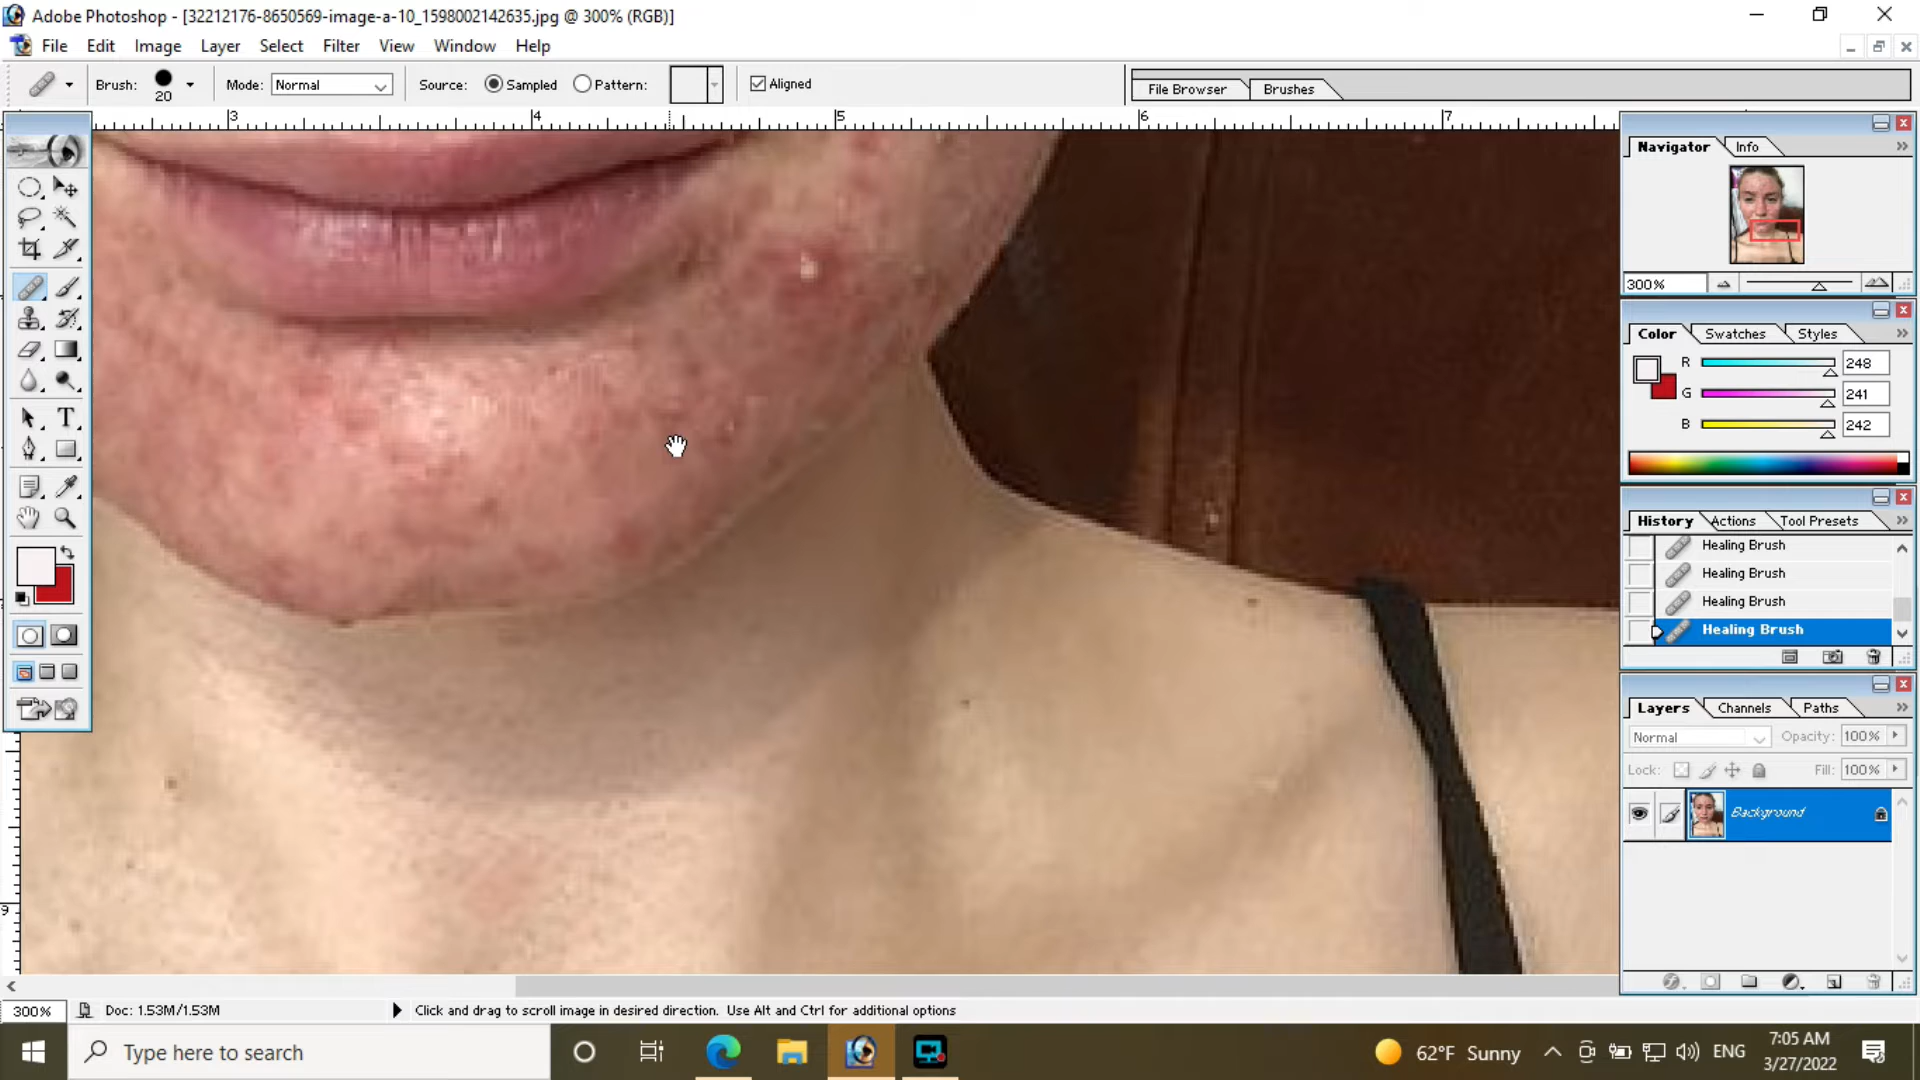 Adobe Photoshop - [32212176-8650569-image-a-10_1598002142635.jpg @ 300% (RGB)]
File Edit Image Layer Select Filter View Window Help
Brush: 20 Mode: Normal Source: Sampled Pattern: Aligned
File Browser Brushes
3 4 5 6 7
Navigator Info
300%
Color Swatches Styles
R 248
G 241
B 242
History Actions Tool Presets
Healing Brush
Healing Brush
Healing Brush
Healing Brush
Layers Channels Paths
Normal Opacity: 100%
Lock: Fill: 100%
Background
9
300% Doc: 1.53M/1.53M Click and drag to scroll image in desired direction. Use Alt and Ctrl for additional options
Type here to search
62°F Sunny ENG
7:05 AM
3/27/2022